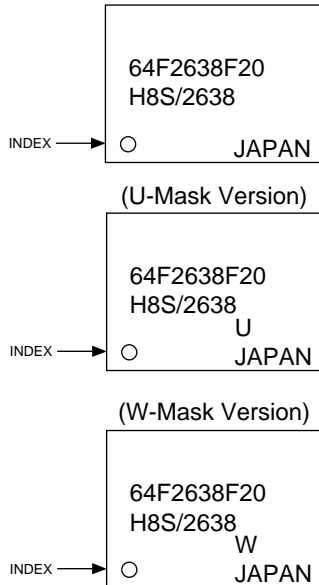 64F2638F20
H8S/2638
INDEX
JAPAN
(U-Mask Version)
64F2638F20
H8S/2638
U
INDEX
JAPAN
(W-Mask Version)
64F2638F20
H8S/2638
W
INDEX
JAPAN